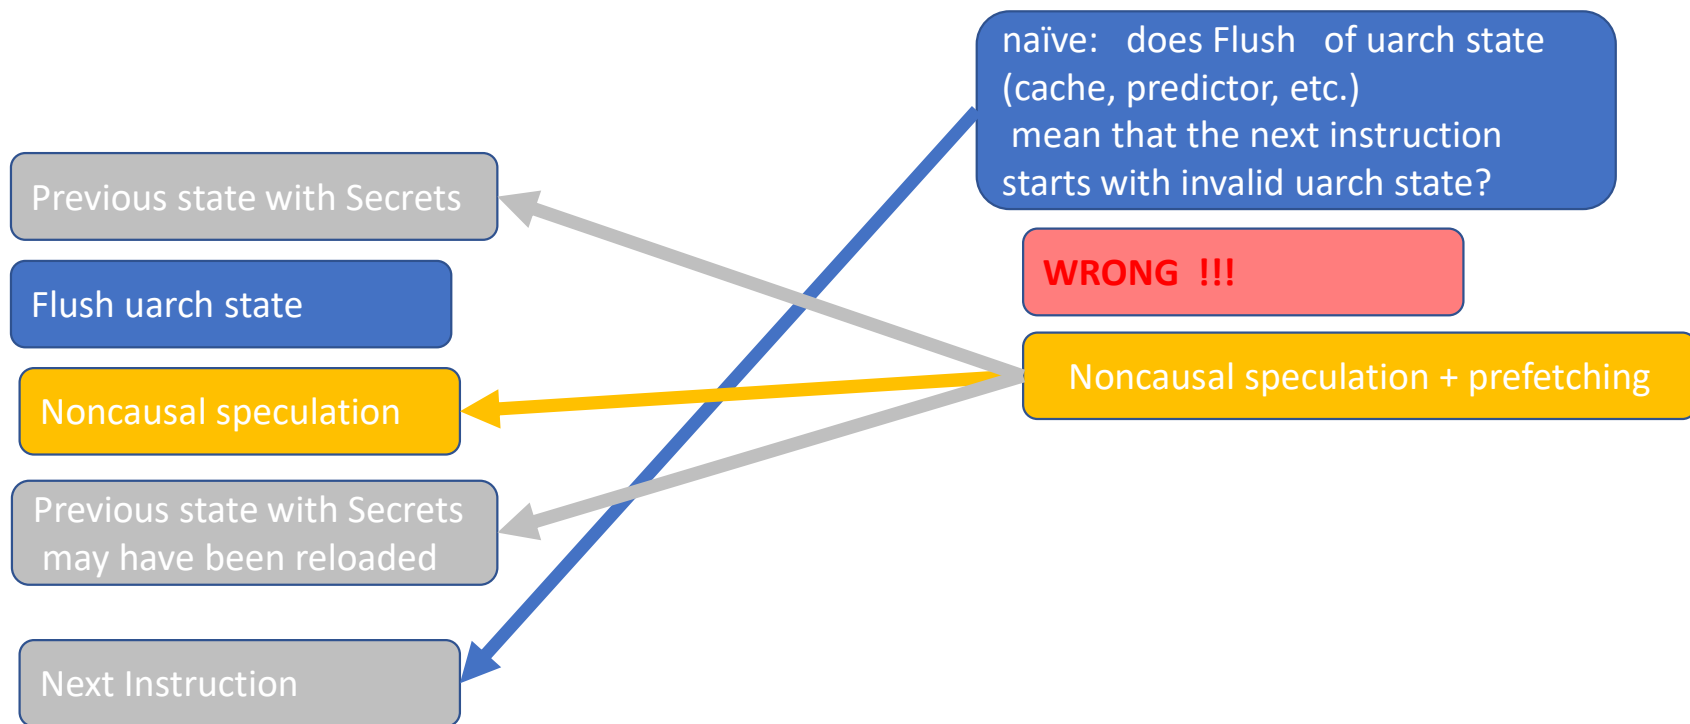 Previous state with Secrets
Flush uarch state
Noncausal speculation
Previous state with Secrets
may have been reloaded
Next Instruction
naïve: does Flush of uarch state
(cache, predictor, etc.)
mean that the next instruction
starts with invalid uarch state?
WRONG !!!
Noncausal speculation + prefetching